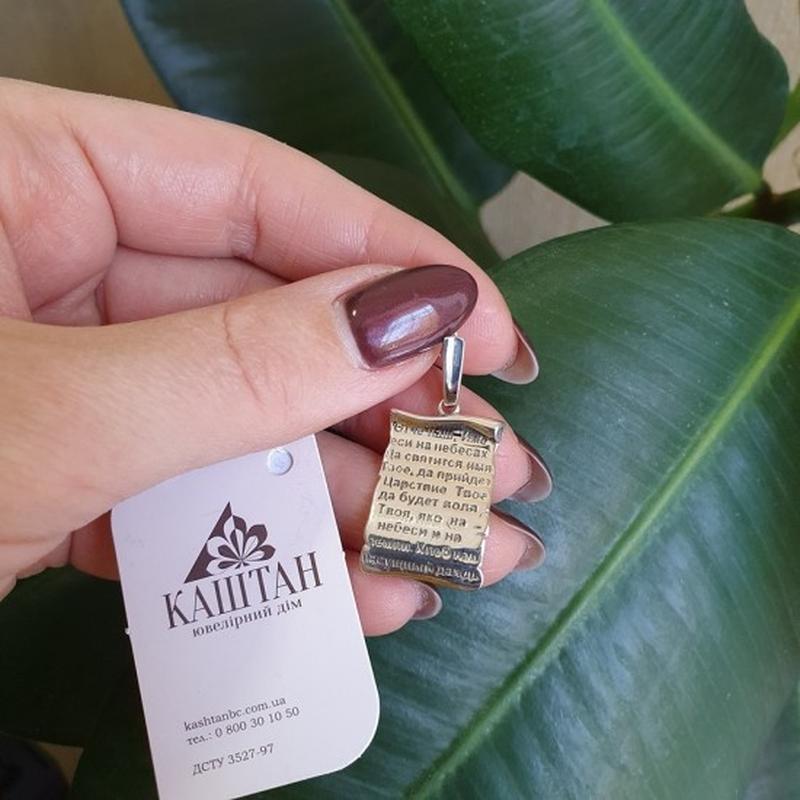 Отче наш, Иже
еси на небесах
Да святится имя
Твое, да прийдет
Царствие Твое
да будет воля
Твоя, яко на
небеси и на
земли. Хлеб наш
насущный даждь
КАШТАН
ювелірний дім
kashtanbc.com.ua
тел.: 0 800 30 10 50
ДСТУ 3527-97